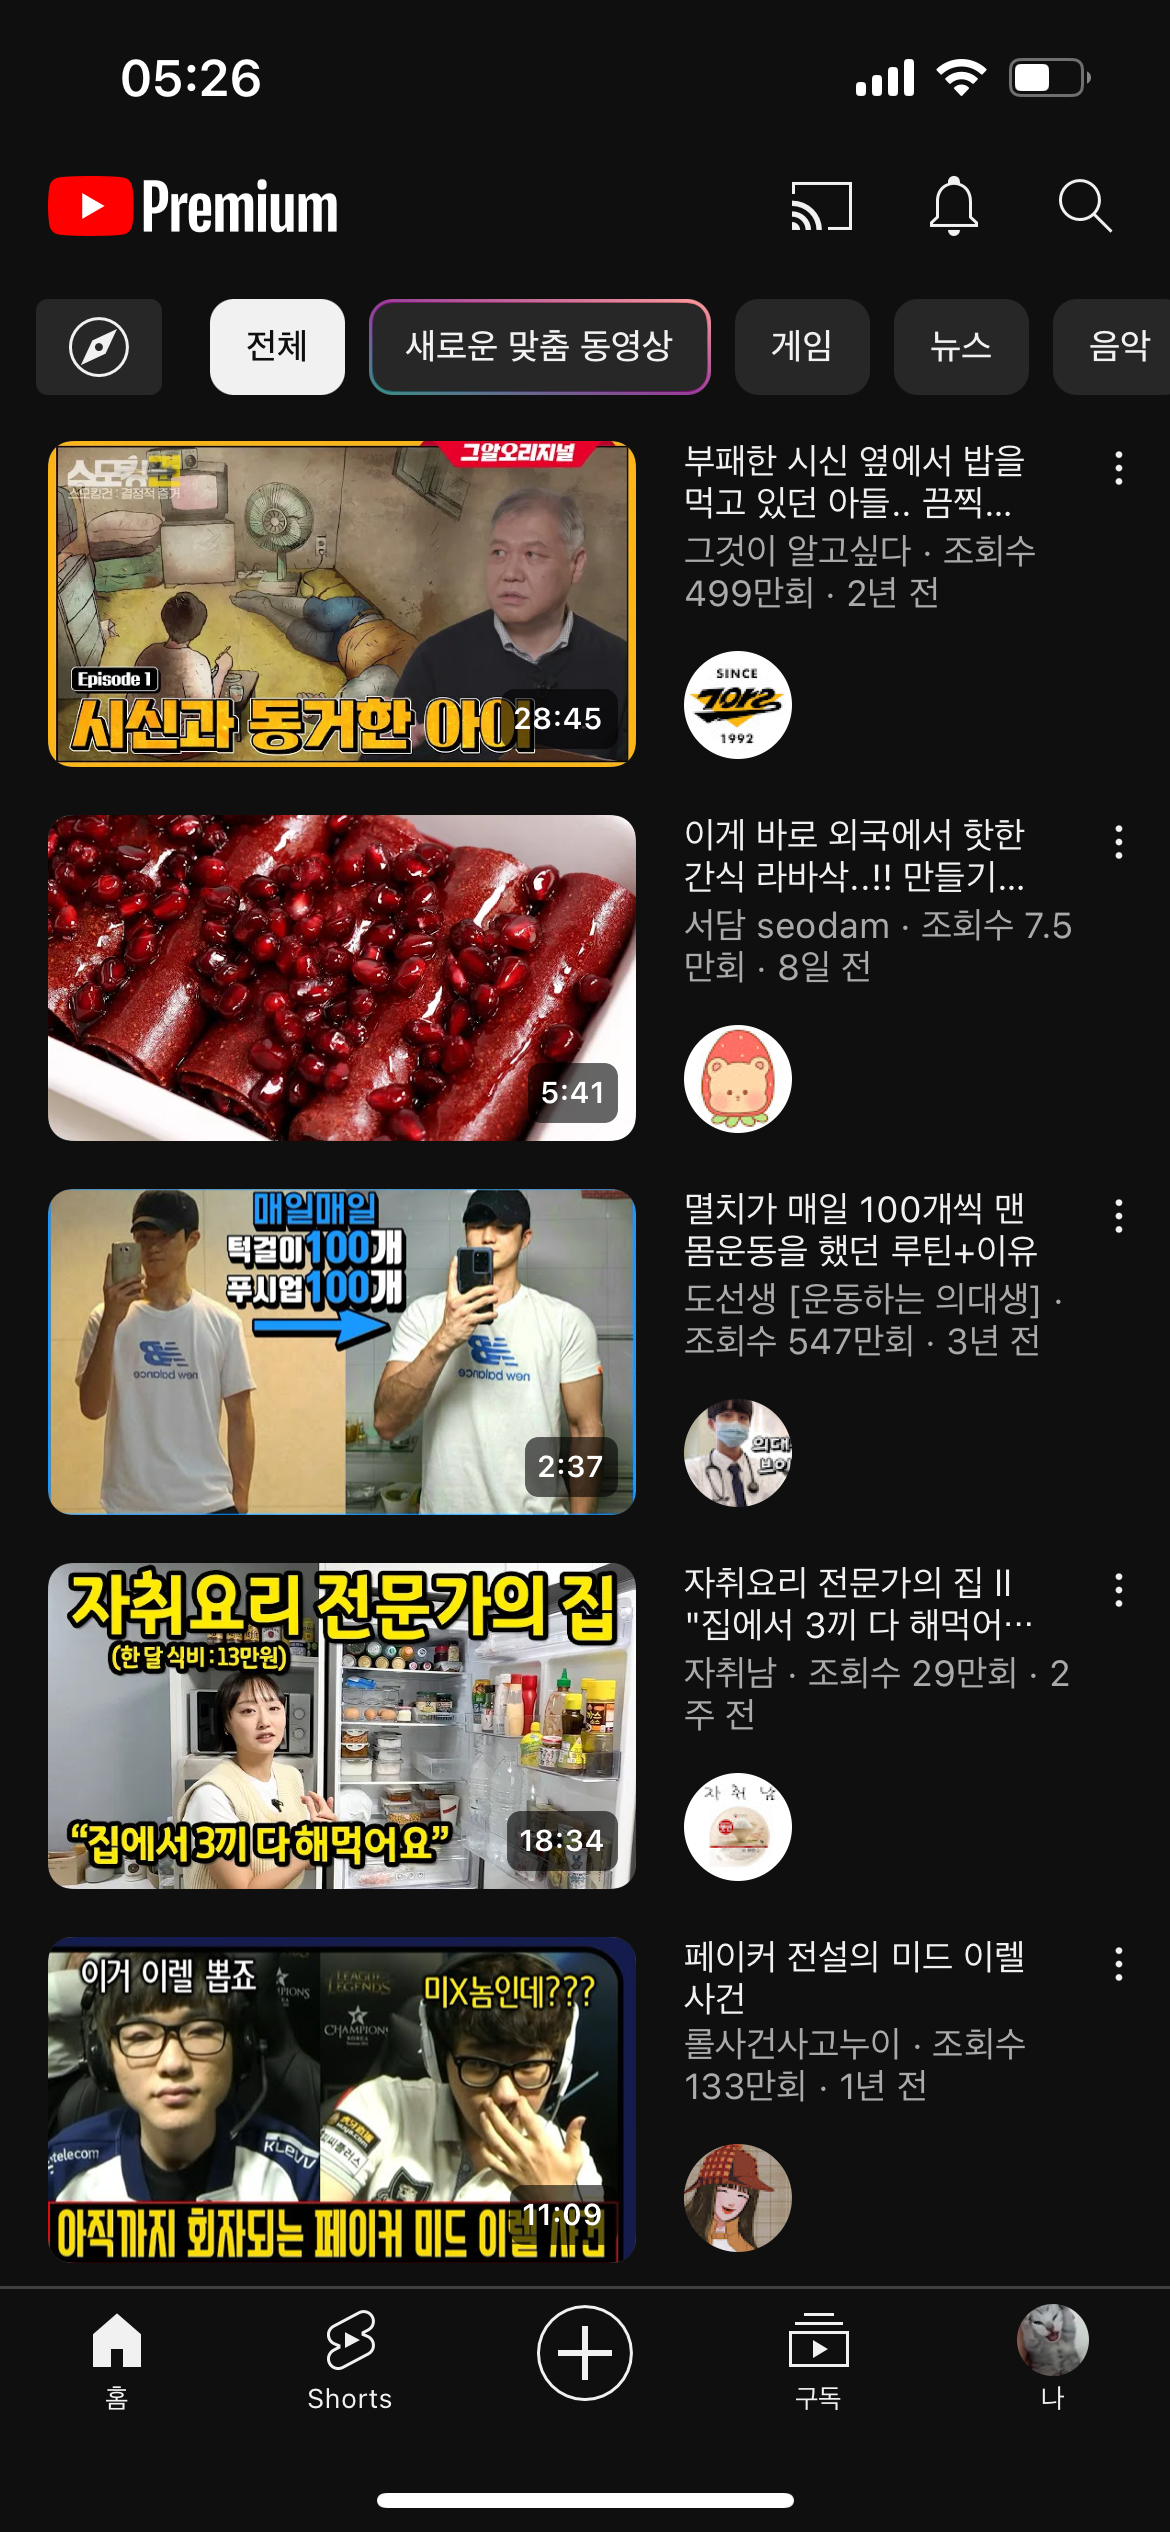 05:26
Premium
전체
새로운 맞춤 동영상
게임
뉴스
음악
그알오리지널
스모킹건
스모킹건 : 결정적 증거
Episode 1
시신과 동거한 아이
28:45
부패한 시신 옆에서 밥을
먹고 있던 아들.. 끔찍...
그것이 알고싶다 · 조회수
499만회 · 2년 전
SINCE
1992
이게 바로 외국에서 핫한
간식 라바삭..!! 만들기...
서담 seodam · 조회수 7.5
만회 · 8일 전
5:41
매일매일
턱걸이100개
푸시업100개
new balance
new balance
2:37
멸치가 매일 100개씩 맨
몸운동을 했던 루틴+이유
도선생 [운동하는 의대생] ·
조회수 547만회 · 3년 전
의대
브이
자취요리 전문가의 집
(한 달 식비 : 13만원)
“집에서 3끼 다 해먹어요”
18:34
자취요리 전문가의 집 ll
"집에서 3끼 다 해먹어…
자취남 · 조회수 29만회 · 2
주 전
자 취 남
이거 이렐 뽑죠
미X놈인데???
LEAGUE
LEGENDS
CHAMPIONS
KOREA
telecom
KLEVV
아직까지 회자되는 페이커 미드 이렐 사건
11:09
페이커 전설의 미드 이렐
사건
롤사건사고누이 · 조회수
133만회 · 1년 전
홈
Shorts
구독
나